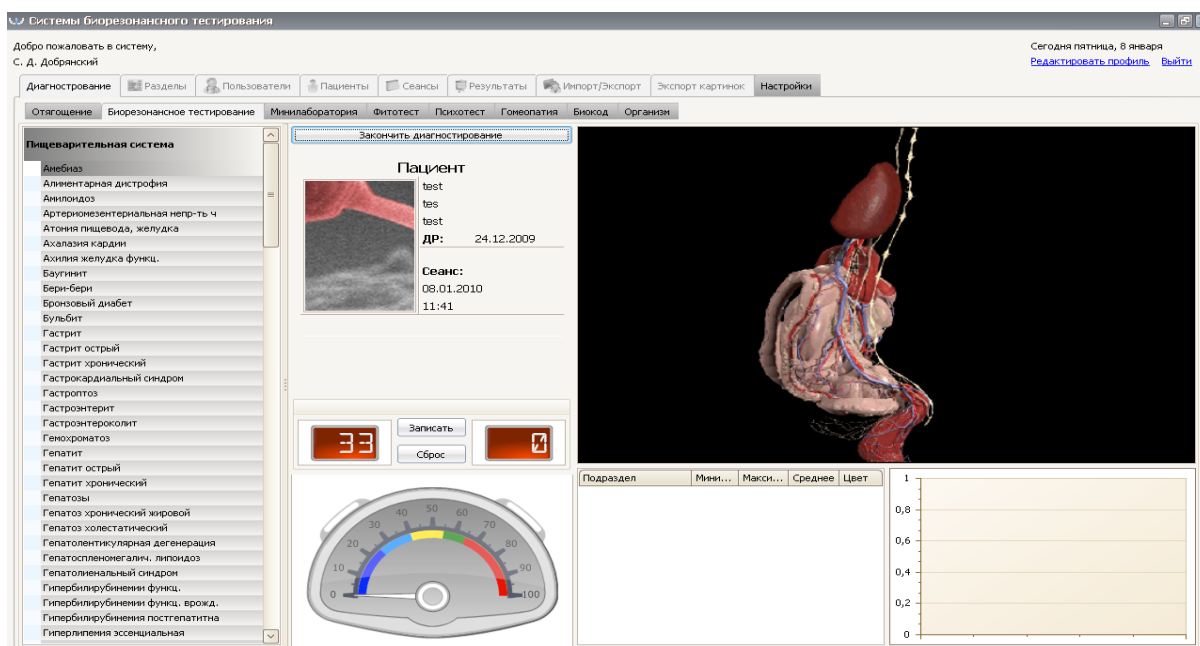 Системы биорезонансного тестирования
Добро пожаловать в систему,
С. Д. Добрянский
Сегодня пятница, 8 января
Редактировать профиль Выйти
Диагнострование Разделы Пользователи Пациенты Сеансы Результаты Импорт/Экспорт Экспорт картинок Настройки
Отягощение Биорезонансное тестирование Минилаборатория Фитотест Психотест Гомеопатия Биокод Организм
Пищеварительная система
Амебиаз
Алиментарная дистрофия
Амилоидоз
Артериомезентериальная непр-ть ч
Атония пищевода, желудка
Ахалазия кардии
Ахилия желудка функц.
Баугинит
Бери-бери
Бронзовый диабет
Бульбит
Гастрит
Гастрит острый
Гастрит хронический
Гастрокардиальный синдром
Гастроптоз
Гастроэнтерит
Гастроэнтероколит
Гемохроматоз
Гепатит
Гепатит острый
Гепатит хронический
Гепатозы
Гепатоз хронический жировой
Гепатоз холестатический
Гепатолентикулярная дегенерация
Гепатоспленомегалич. липоидоз
Гепатолиенальный синдром
Гипербилирубинемии функц.
Гипербилирубинемии функц. врожд.
Гипербилирубинемия постгепатитна
Гиперлипения эссенциальная
Закончить диагностирование
Пациент
test
tes
test
ДР: 24.12.2009
Сеанс:
08.01.2010
11:41
33 Записать 0
Сброс
0 10 20 30 40 50 60 70 80 90 100
Подраздел Мини... Макси... Среднее Цвет
1
0,8
0,6
0,4
0,2
0